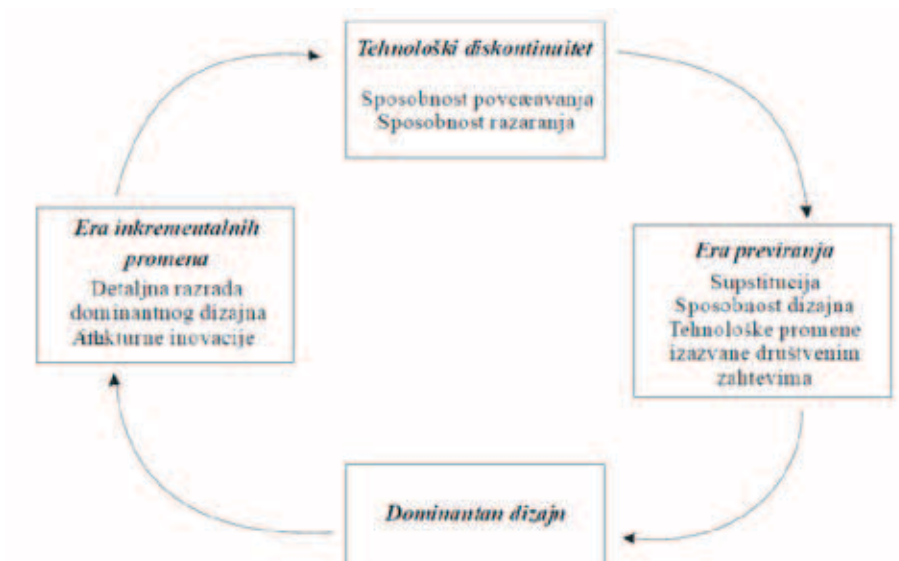 Tehnološki diskontinuitet
Sposobnost povećavanja
Sposobnost razaranja
Era previranja
Supstitucija
Sposobnost dizajna
Tehnološke promene
izazvane društvenim
zahtevima
Dominantan dizajn
Era inkrementalnih
promena
Detaljna razrada
dominantnog dizajna
inovacije